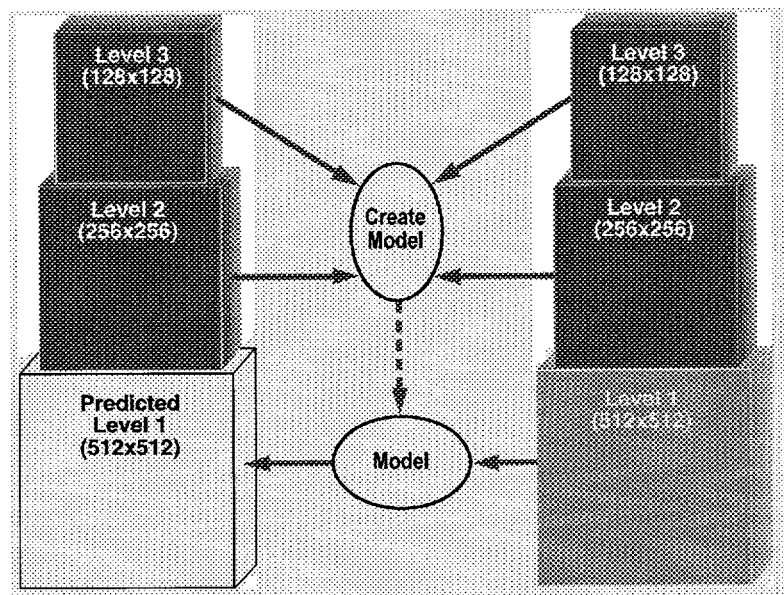 Level 3
(128x128)
Level 3
(128x128)
Level 2
(256x256)
Create
Model
Level 2
(256x256)
Predicted
Level 1
(512x512)
Model
Level 1
(512x512)